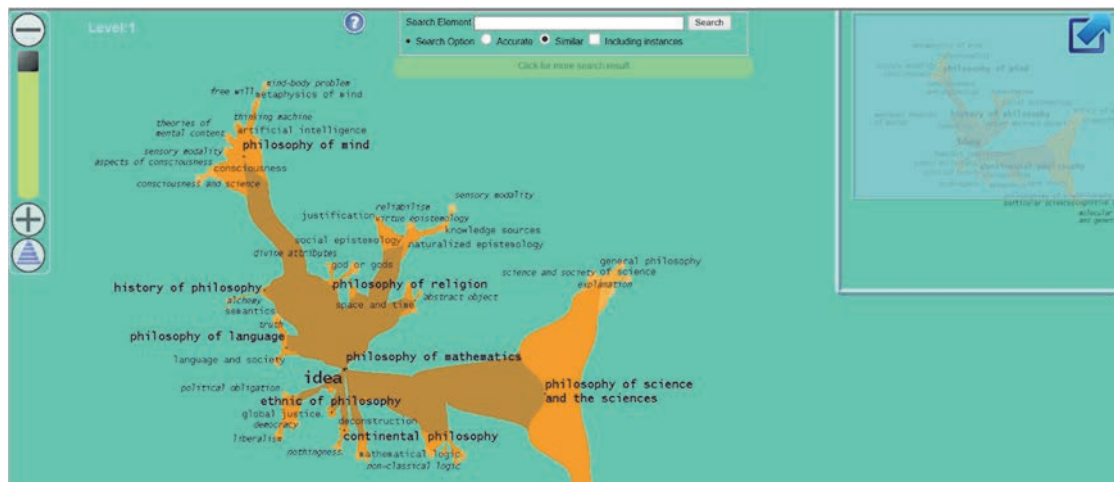 Level:1
?
Search Element
Search
• Search Option
Accurate
Similar
Including instances
Click for more search result
mind-body problem
free will
metaphysics of mind
thinking machine
theories of
mental content
artificial intelligence
philosophy of mind
sensory modality
aspects of consciousness
consciousness
consciousness and science
sensory modality
reliabilism
justification
virtue epistemology
knowledge sources
social epistemology
naturalized epistemology
divine attributes
god or gods
general philosophy
of science
science and society
explanation
history of philosophy
philosophy of religion
abstract object
alchemy
space and time
semantics
truth
philosophy of language
language and society
philosophy of mathematics
idea
political obligation
ethnic of philosophy
philosophy of science
and the sciences
global justice
deconstruction
democracy
liberalism
continental philosophy
nothingness
mathematical logic
non-classical logic
philosophy of mind
history of philosophy
idea